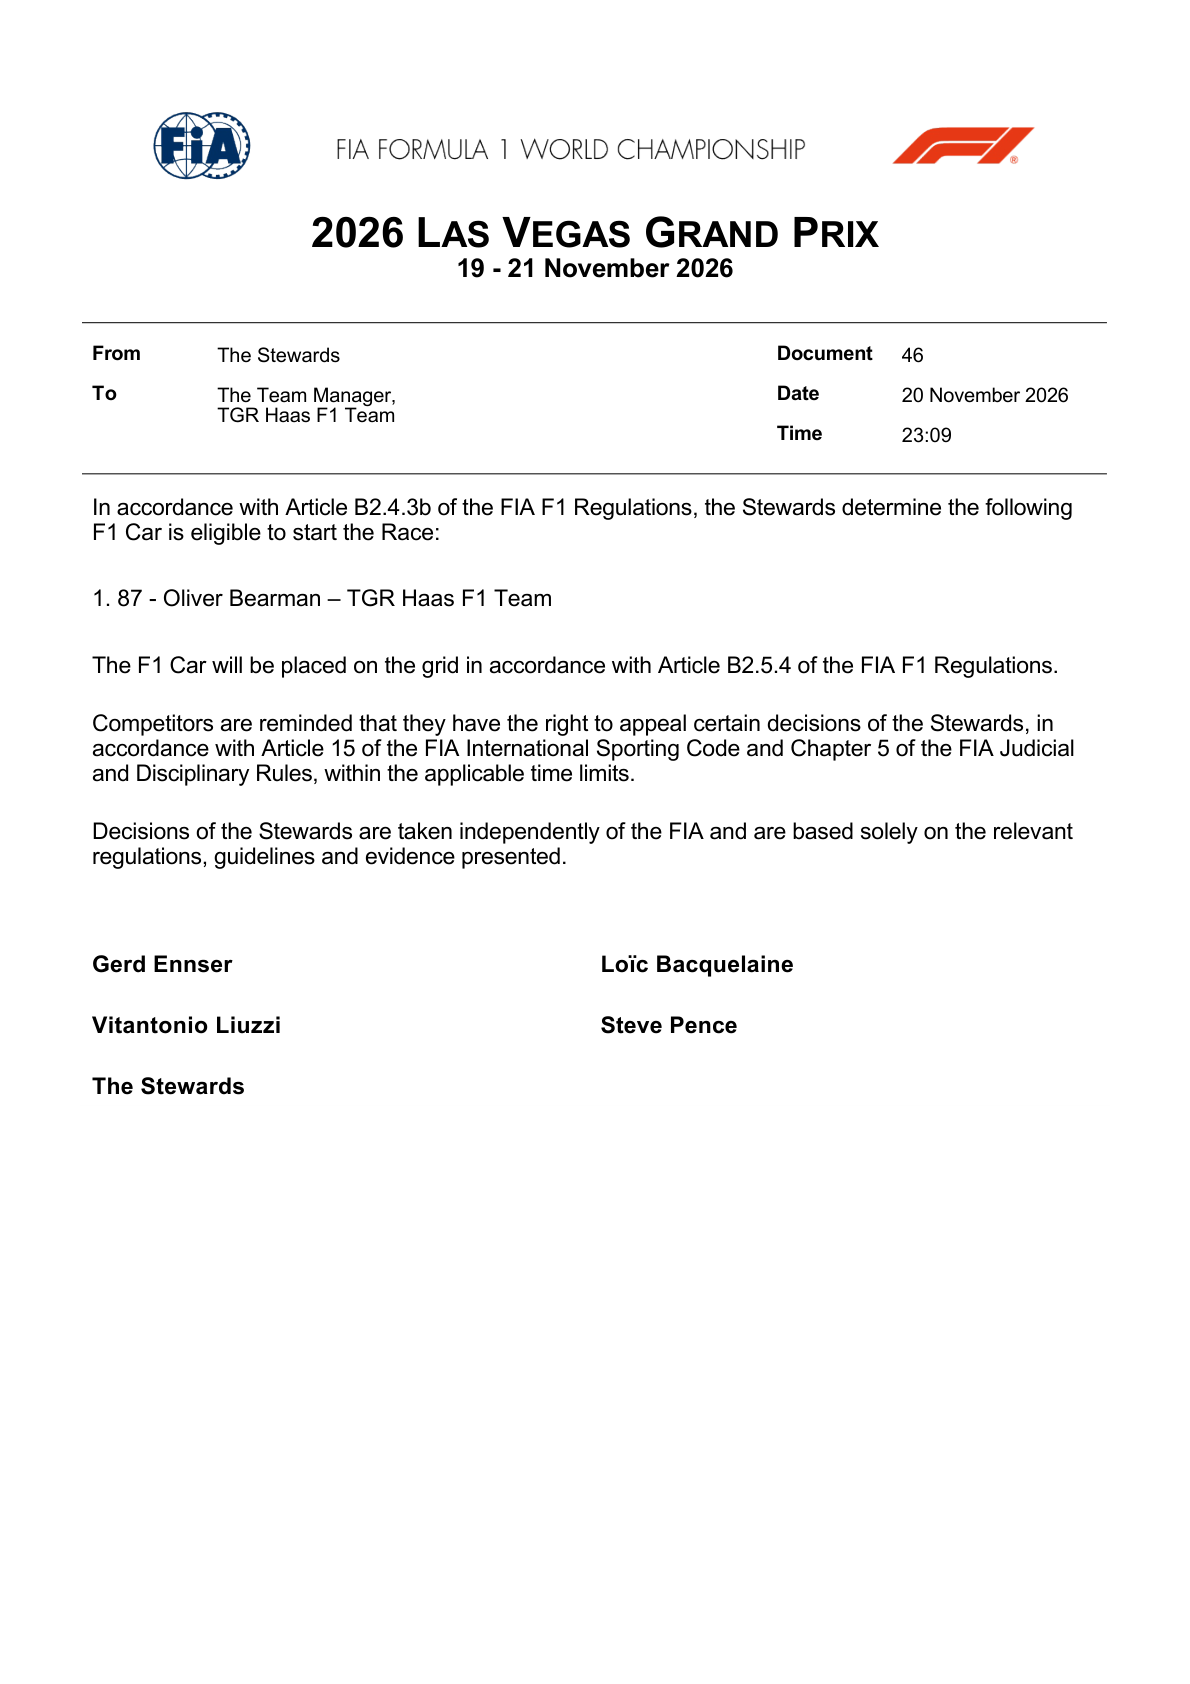 FiA
FIA FORMULA 1 WORLD CHAMPIONSHIP
F1®
2026 LAS VEGAS GRAND PRIX
19 - 21 November 2026
From The Stewards Document 46
To The Team Manager, Date 20 November 2026
TGR Haas F1 Team
Time 23:09
In accordance with Article B2.4.3b of the FIA F1 Regulations, the Stewards determine the following
F1 Car is eligible to start the Race:
1. 87 - Oliver Bearman – TGR Haas F1 Team
The F1 Car will be placed on the grid in accordance with Article B2.5.4 of the FIA F1 Regulations.
Competitors are reminded that they have the right to appeal certain decisions of the Stewards, in
accordance with Article 15 of the FIA International Sporting Code and Chapter 5 of the FIA Judicial
and Disciplinary Rules, within the applicable time limits.
Decisions of the Stewards are taken independently of the FIA and are based solely on the relevant
regulations, guidelines and evidence presented.
Gerd Ennser Loïc Bacquelaine
Vitantonio Liuzzi Steve Pence
The Stewards